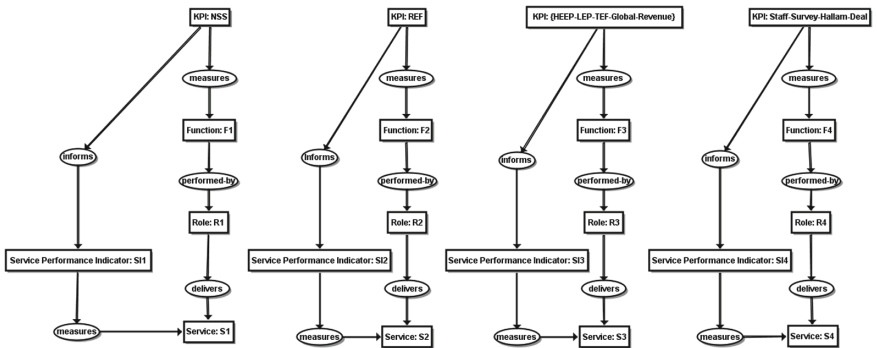 KPI: NSS
measures
Function: F1
informs
performed-by
Role: R1
Service Performance Indicator: SI1
delivers
measures
Service: S1
KPI: REF
measures
Function: F2
informs
performed-by
Role: R2
Service Performance Indicator: SI2
delivers
measures
Service: S2
KPI: (HEEP-LEP-TEF-Global-Revenue)
measures
Function: F3
informs
performed-by
Role: R3
Service Performance Indicator: SI3
delivers
measures
Service: S3
KPI: Staff-Survey-Hallam-Deal
measures
Function: F4
informs
performed-by
Role: R4
Service Performance Indicator: SI4
delivers
measures
Service: S4